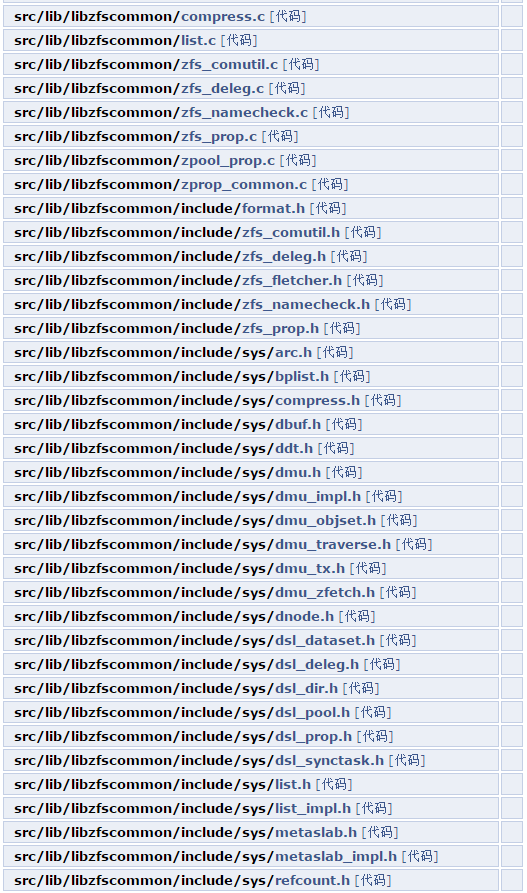 src/lib/libzfscommon/compress.c [代码]
src/lib/libzfscommon/list.c [代码]
src/lib/libzfscommon/zfs_comutil.c [代码]
src/lib/libzfscommon/zfs_deleg.c [代码]
src/lib/libzfscommon/zfs_namecheck.c [代码]
src/lib/libzfscommon/zfs_prop.c [代码]
src/lib/libzfscommon/zpool_prop.c [代码]
src/lib/libzfscommon/zprop_common.c [代码]
src/lib/libzfscommon/include/format.h [代码]
src/lib/libzfscommon/include/zfs_comutil.h [代码]
src/lib/libzfscommon/include/zfs_deleg.h [代码]
src/lib/libzfscommon/include/zfs_fletcher.h [代码]
src/lib/libzfscommon/include/zfs_namecheck.h [代码]
src/lib/libzfscommon/include/zfs_prop.h [代码]
src/lib/libzfscommon/include/sys/arc.h [代码]
src/lib/libzfscommon/include/sys/bplist.h [代码]
src/lib/libzfscommon/include/sys/compress.h [代码]
src/lib/libzfscommon/include/sys/dbuf.h [代码]
src/lib/libzfscommon/include/sys/ddt.h [代码]
src/lib/libzfscommon/include/sys/dmu.h [代码]
src/lib/libzfscommon/include/sys/dmu_impl.h [代码]
src/lib/libzfscommon/include/sys/dmu_objset.h [代码]
src/lib/libzfscommon/include/sys/dmu_traverse.h [代码]
src/lib/libzfscommon/include/sys/dmu_tx.h [代码]
src/lib/libzfscommon/include/sys/dmu_zfetch.h [代码]
src/lib/libzfscommon/include/sys/dnode.h [代码]
src/lib/libzfscommon/include/sys/dsl_dataset.h [代码]
src/lib/libzfscommon/include/sys/dsl_deleg.h [代码]
src/lib/libzfscommon/include/sys/dsl_dir.h [代码]
src/lib/libzfscommon/include/sys/dsl_pool.h [代码]
src/lib/libzfscommon/include/sys/dsl_prop.h [代码]
src/lib/libzfscommon/include/sys/dsl_synctask.h [代码]
src/lib/libzfscommon/include/sys/list.h [代码]
src/lib/libzfscommon/include/sys/list_impl.h [代码]
src/lib/libzfscommon/include/sys/metaslab.h [代码]
src/lib/libzfscommon/include/sys/metaslab_impl.h [代码]
src/lib/libzfscommon/include/sys/refcount.h [代码]